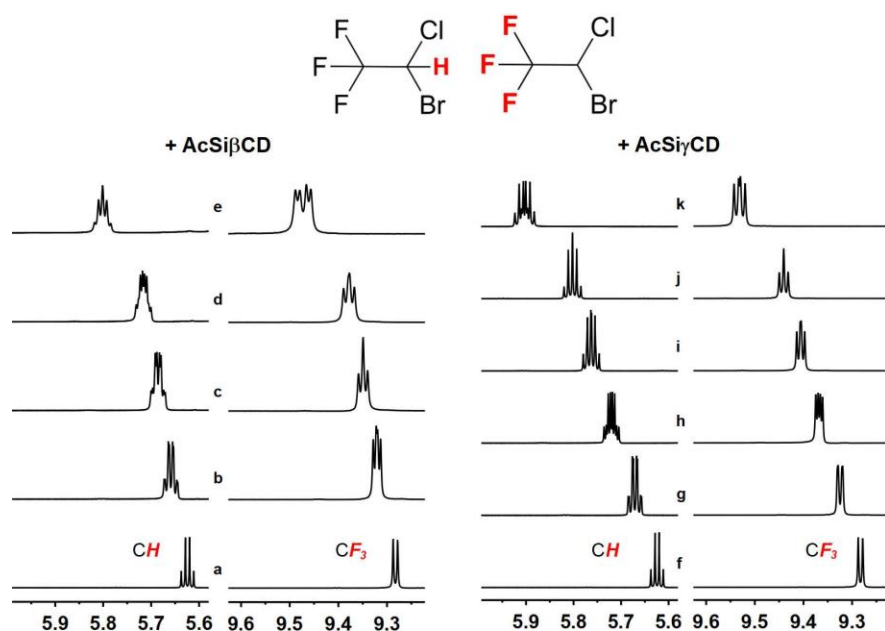 F Cl F Cl
F H F
F Br F Br
+ AcSiβCD + AcSiγCD
e k
d j
c i
b h
g
CH CF3 CH CF3
a f
5.9 5.8 5.7 5.6 9.6 9.5 9.4 9.3 5.9 5.8 5.7 5.6 9.6 9.5 9.4 9.3